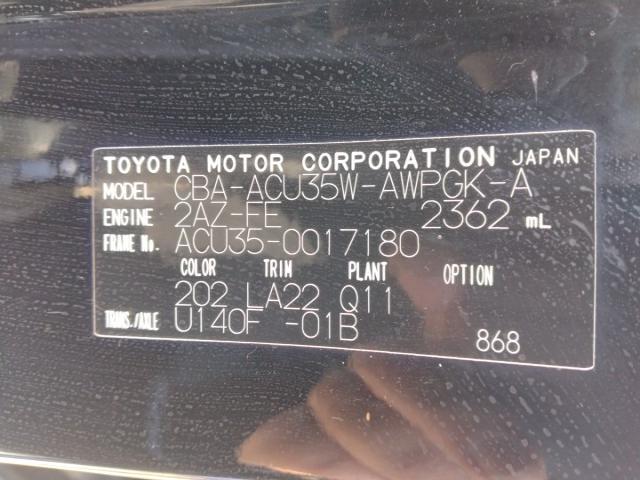 TOYOTA MOTOR CORPORATION JAPAN
MODEL CBA-ACU35W-AWPGK-A
ENGINE 2AZ-FE 2362 mL
FRAME No. ACU35-0017180
COLOR TRIM PLANT OPTION
202 LA22 Q11
TRANS./AXLE U140F -01B
868